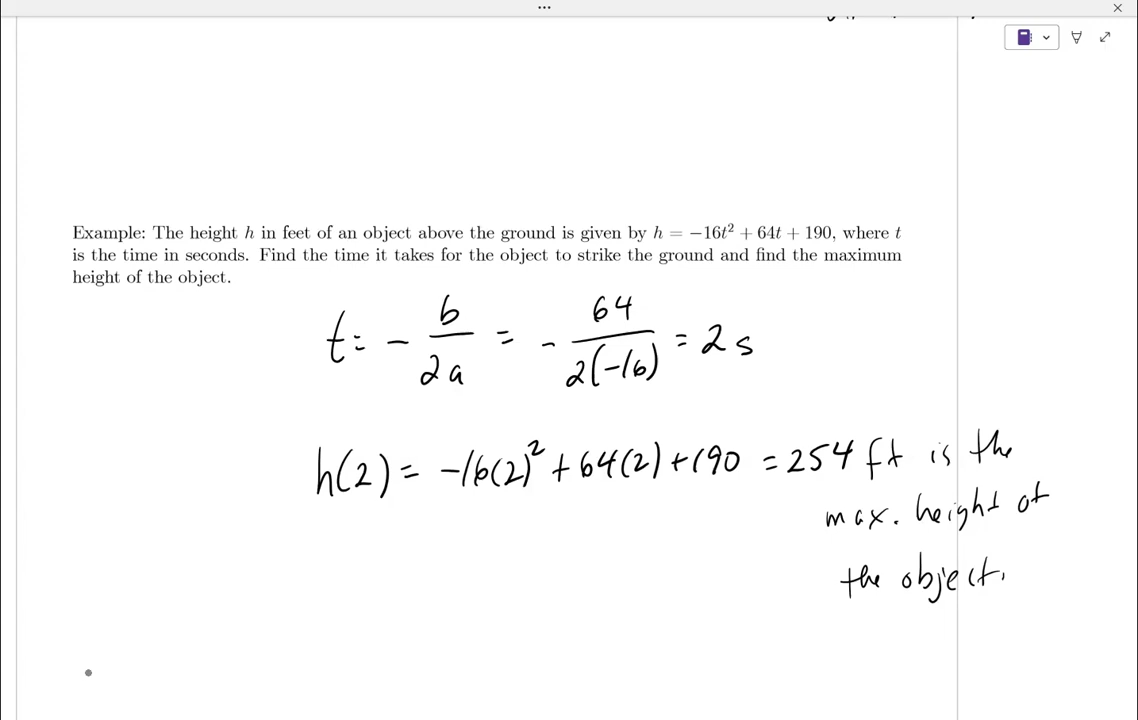 Example: The height h in feet of an object above the ground is given by h = −16t² + 64t + 190, where t
is the time in seconds. Find the time it takes for the object to strike the ground and find the maximum
height of the object.
t = - b/2a = - 64/2(-16) = 2 s
h(2) = -16(2)² + 64(2) + 190 = 254 ft is the
max. height of
the object.